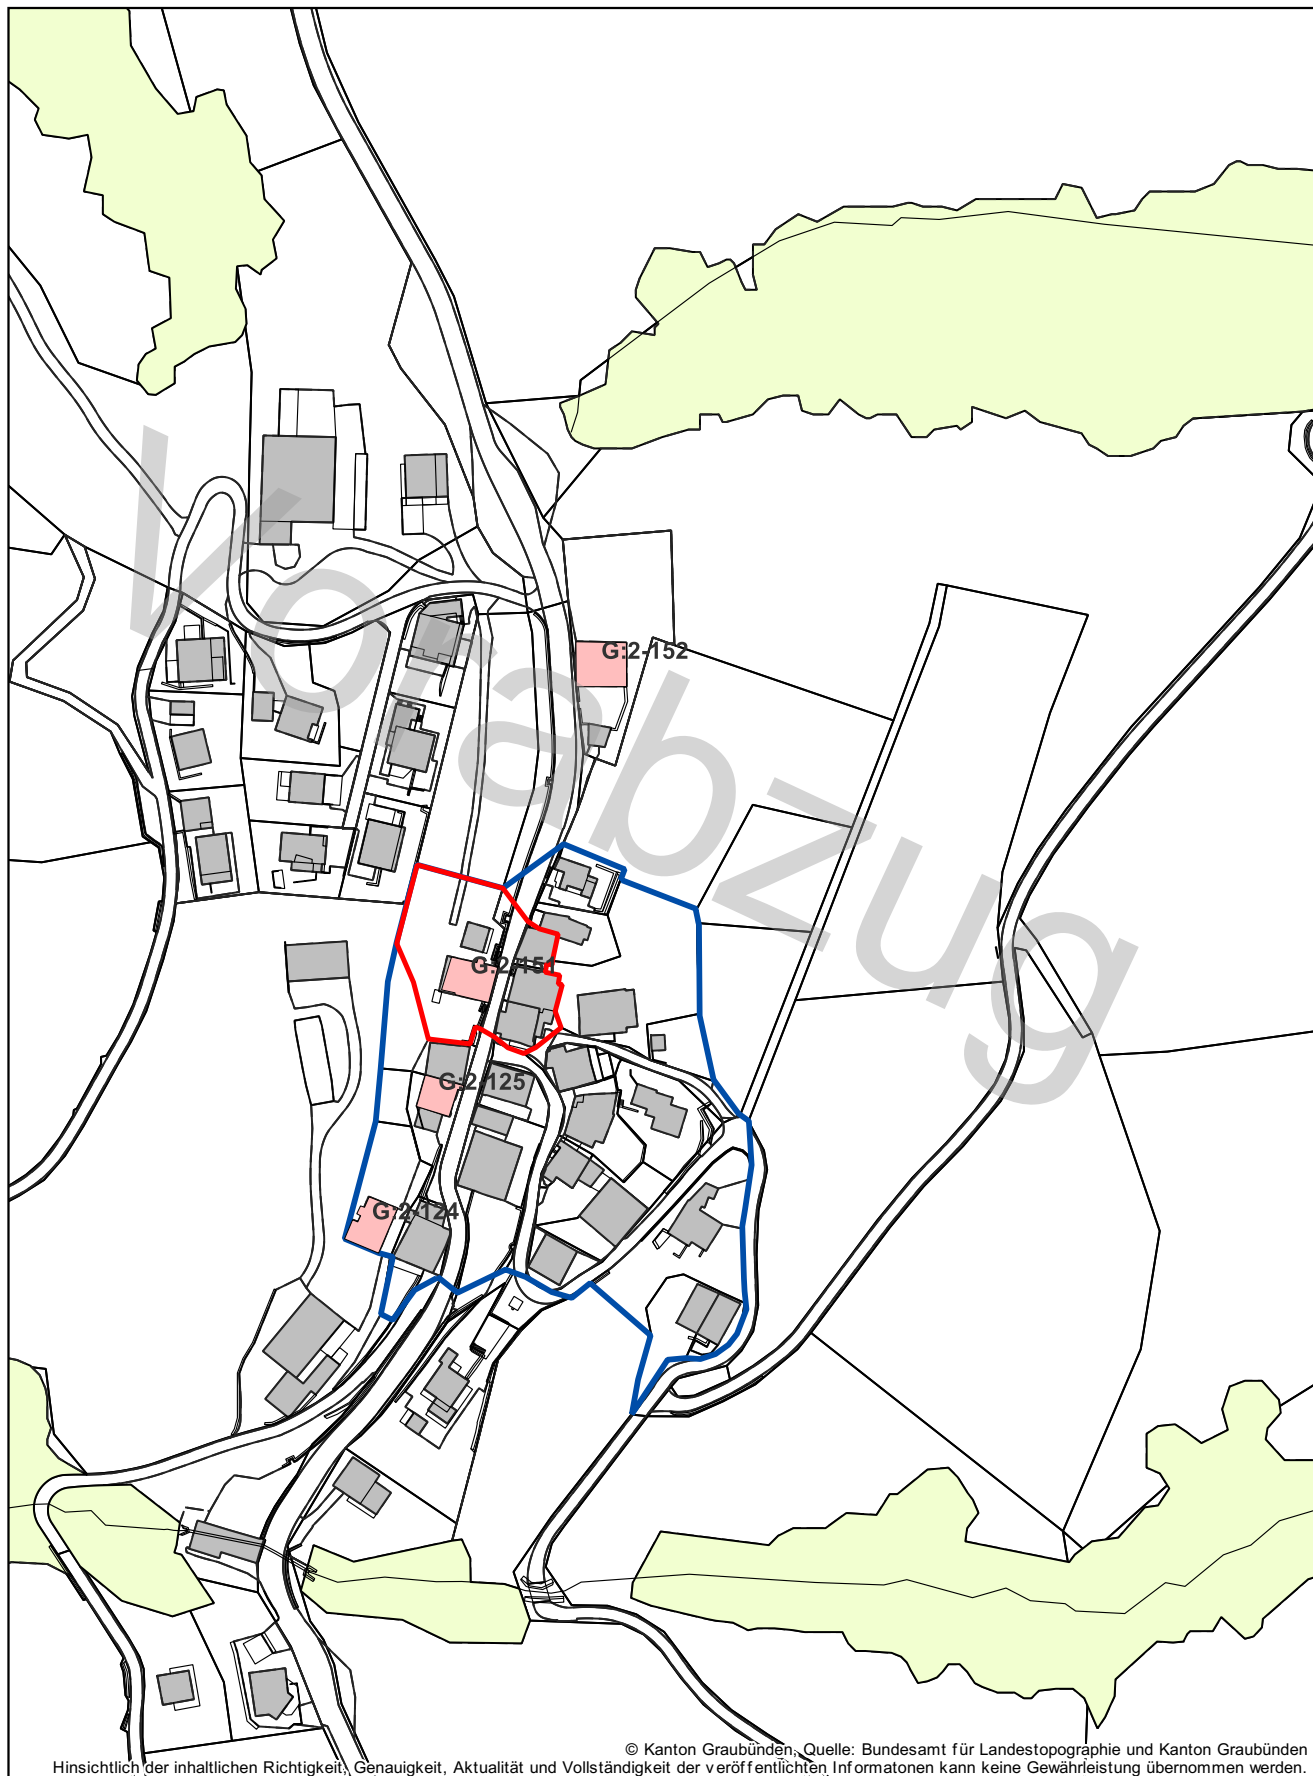 Vorabzug
G:2-152
G:2-151
G:2-125
G:2-124
© Kanton Graubünden, Quelle: Bundesamt für Landestopographie und Kanton Graubünden
Hinsichtlich der inhaltlichen Richtigkeit, Genauigkeit, Aktualität und Vollständigkeit der veröffentlichten Informatonen kann keine Gewährleistung übernommen werden.